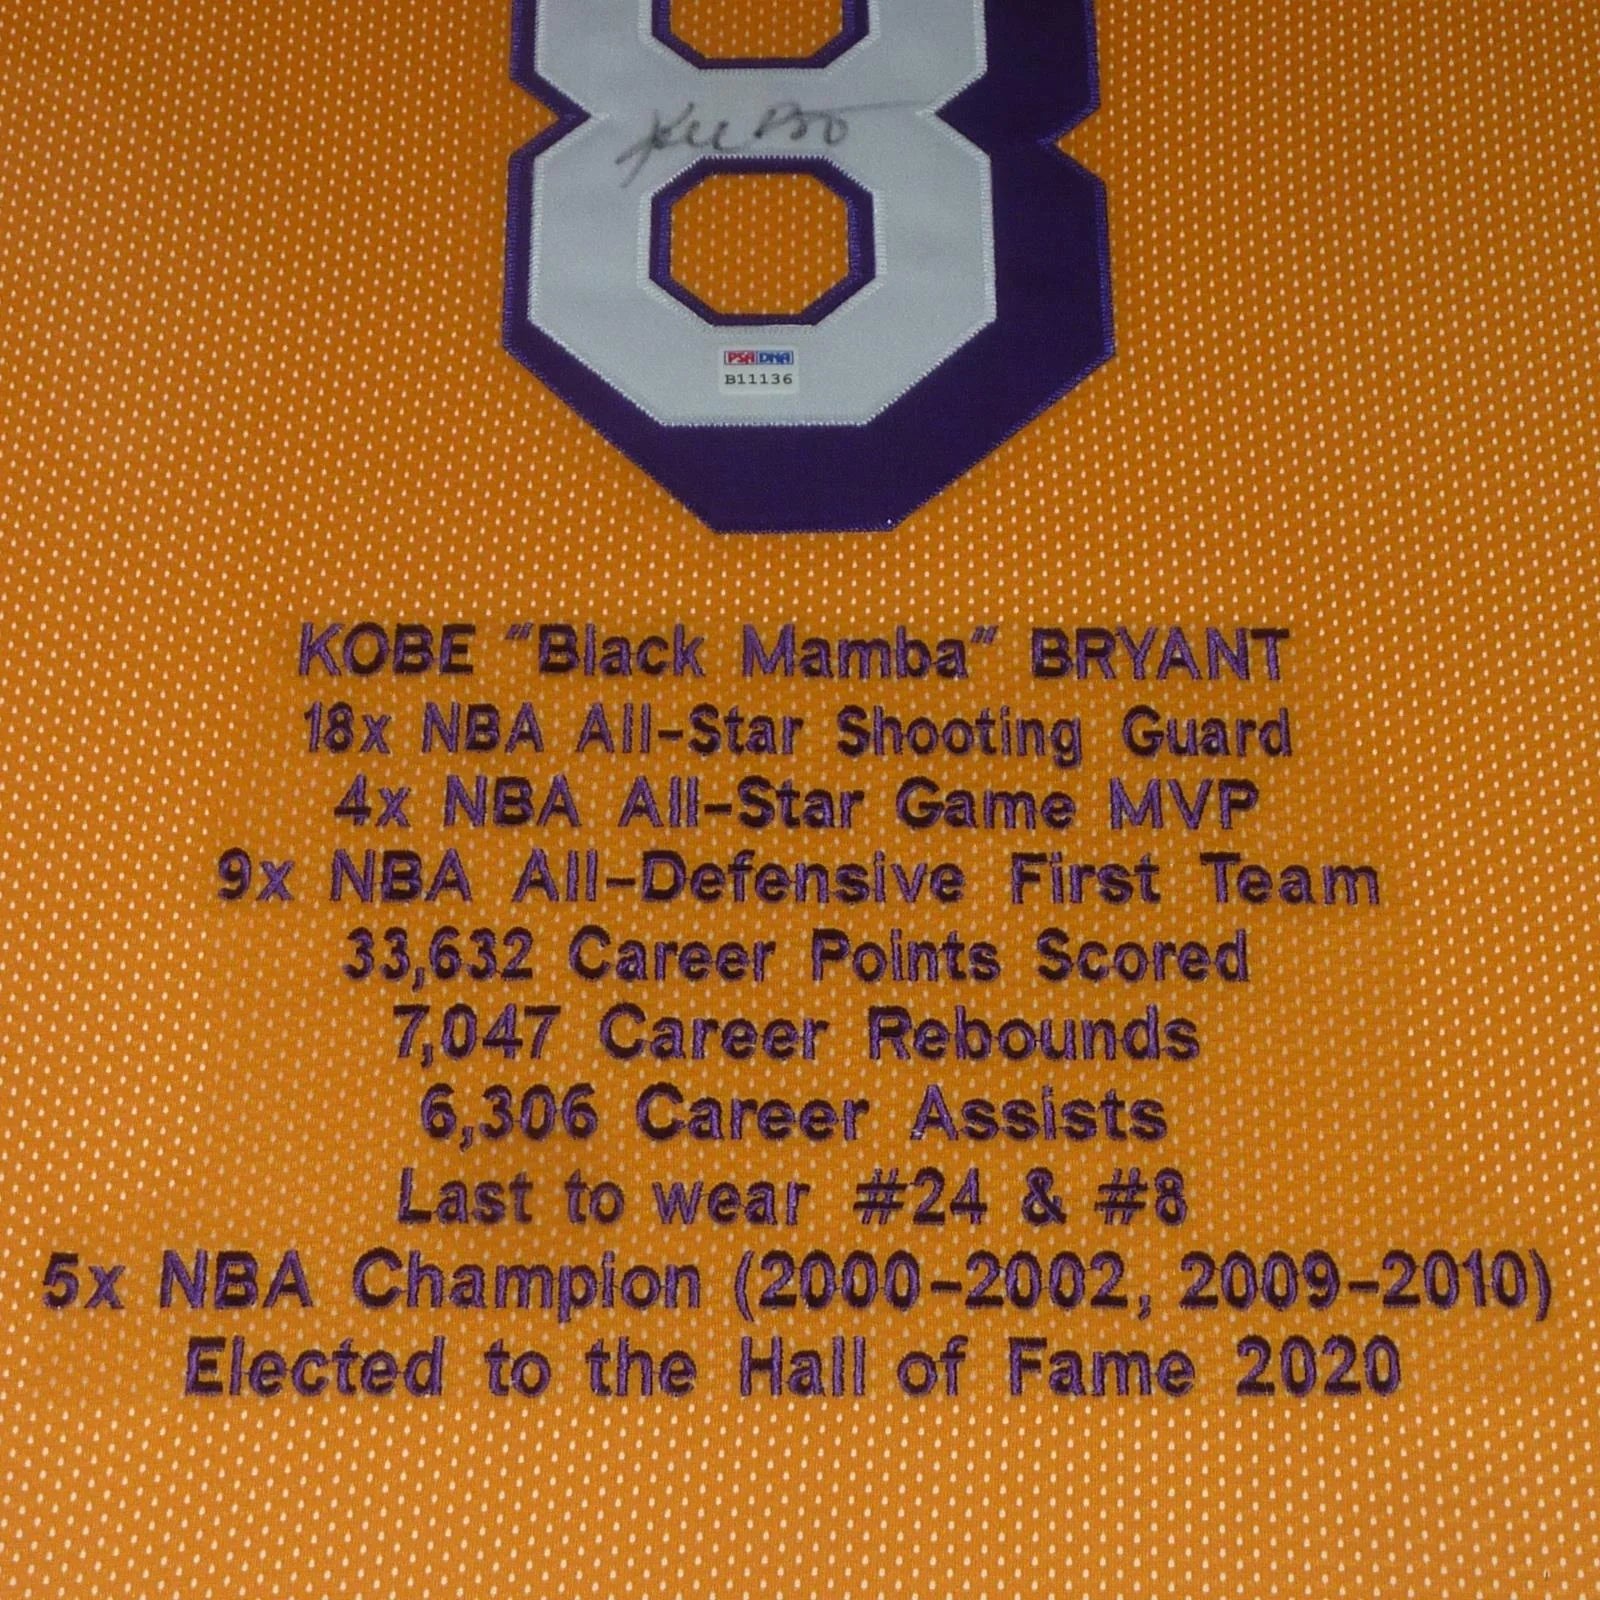 8
Kobe Bryant
PSA DNA
B11136
KOBE "Black Mamba" BRYANT
18x NBA All-Star Shooting Guard
4x NBA All-Star Game MVP
9x NBA All-Defensive First Team
33,632 Career Points Scored
7,047 Career Rebounds
6,306 Career Assists
Last to wear #24 & #8
5x NBA Champion (2000-2002, 2009-2010)
Elected to the Hall of Fame 2020